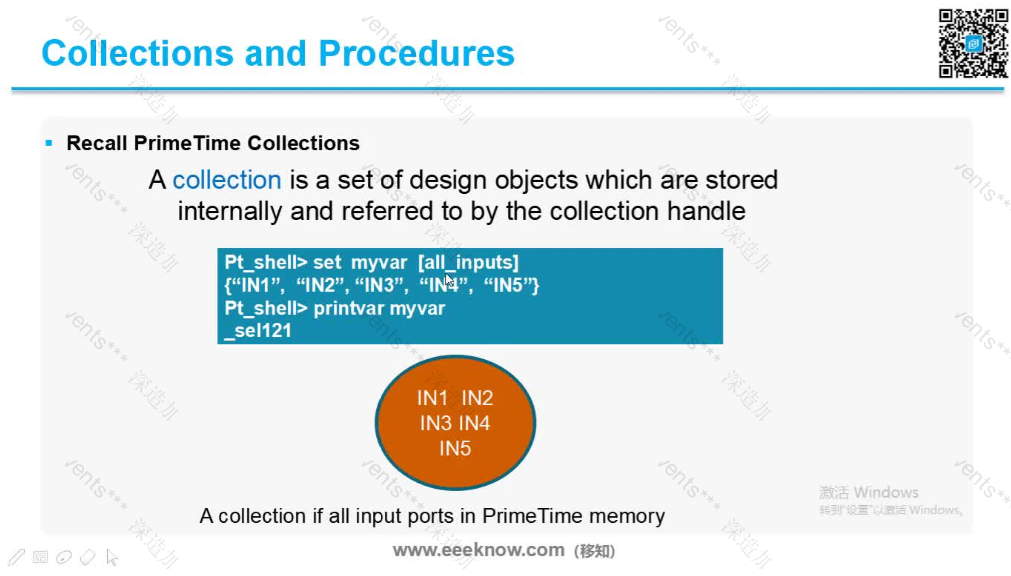 Collections and Procedures
Recall PrimeTime Collections
A collection is a set of design objects which are stored
internally and referred to by the collection handle
Pt_shell> set myvar [all_inputs]
{“IN1”, “IN2”, “IN3”, “IN4”, “IN5”}
Pt_shell> printvar myvar
_sel121
IN1 IN2
IN3 IN4
IN5
A collection if all input ports in PrimeTime memory
激活 Windows
转到"设置"以激活 Windows。
www.eeeknow.com（移知）